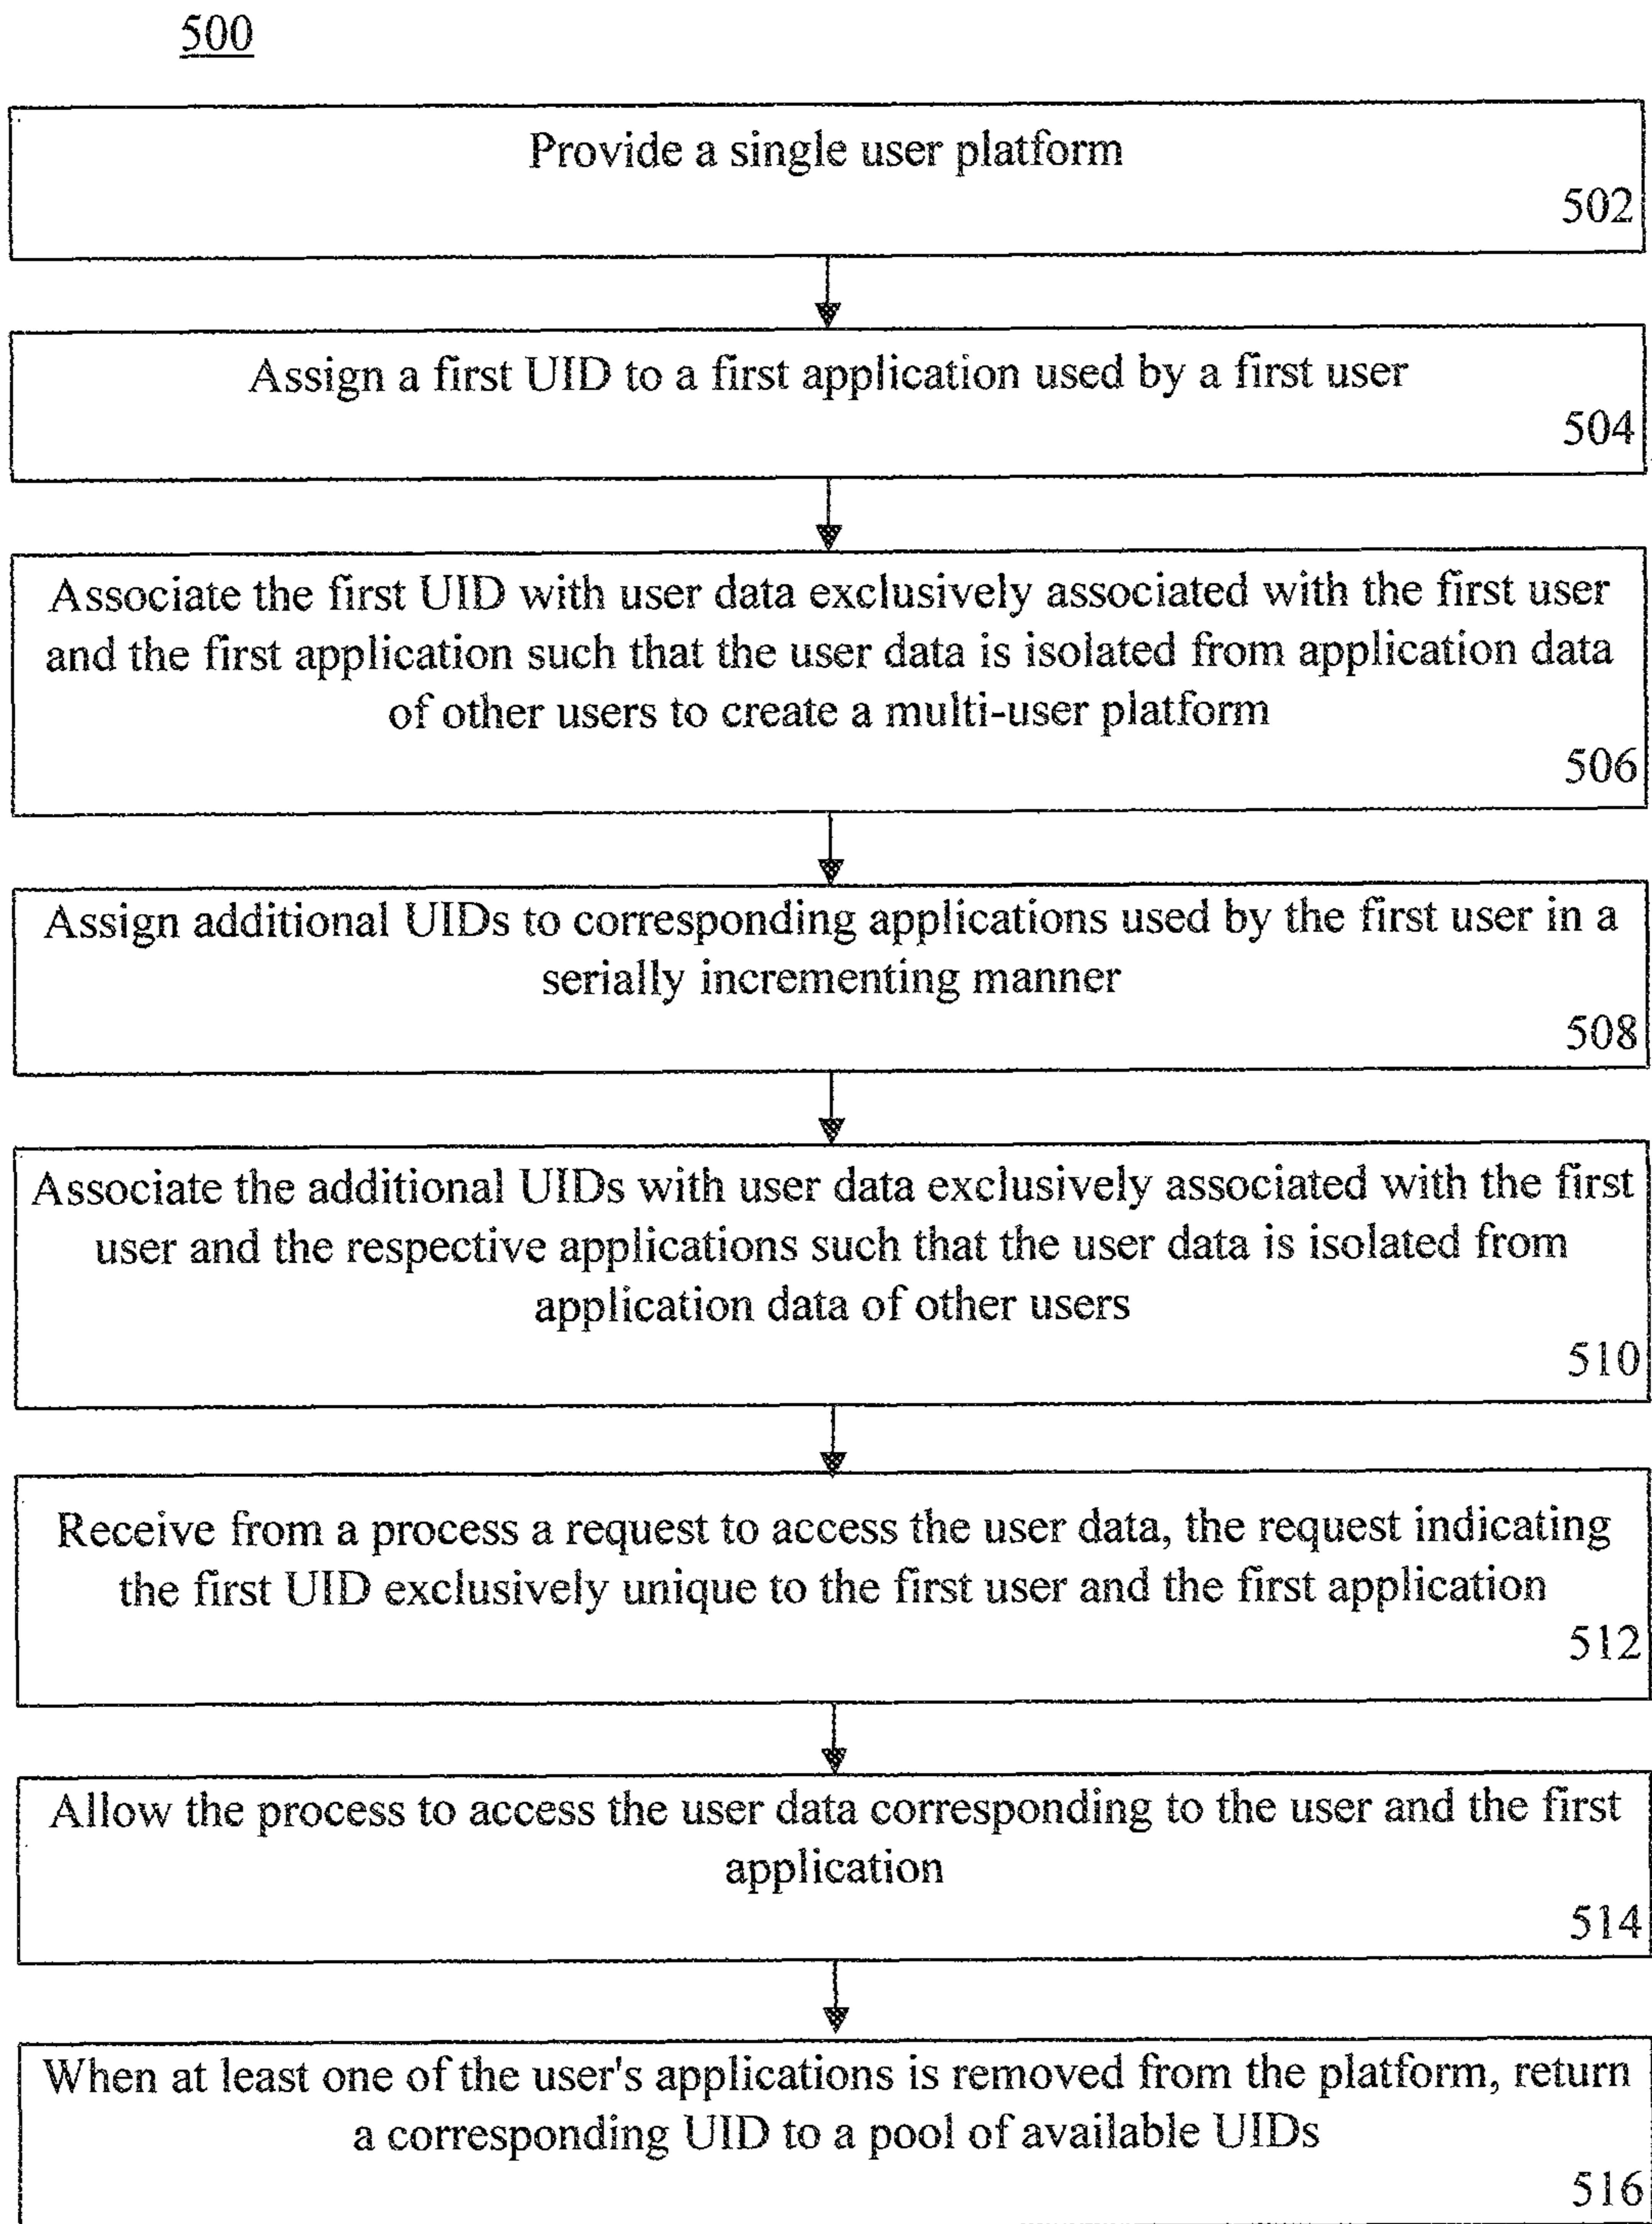 500
Provide a single user platform
502
Assign a first UID to a first application used by a first user
504
Associate the first UID with user data exclusively associated with the first user
and the first application such that the user data is isolated from application data
of other users to create a multi-user platform
506
Assign additional UIDs to corresponding applications used by the first user in a
serially incrementing manner
508
Associate the additional UIDs with user data exclusively associated with the first
user and the respective applications such that the user data is isolated from
application data of other users
510
Receive from a process a request to access the user data, the request indicating
the first UID exclusively unique to the first user and the first application
512
Allow the process to access the user data corresponding to the user and the first
application
514
When at least one of the user's applications is removed from the platform, return
a corresponding UID to a pool of available UIDs
516